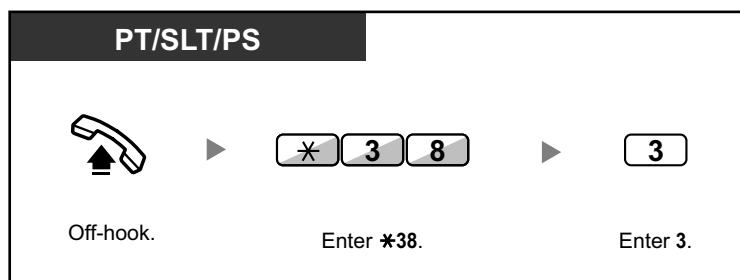 PT/SLT/PS
✳ 3 8 3
Off-hook. Enter ✳38. Enter 3.